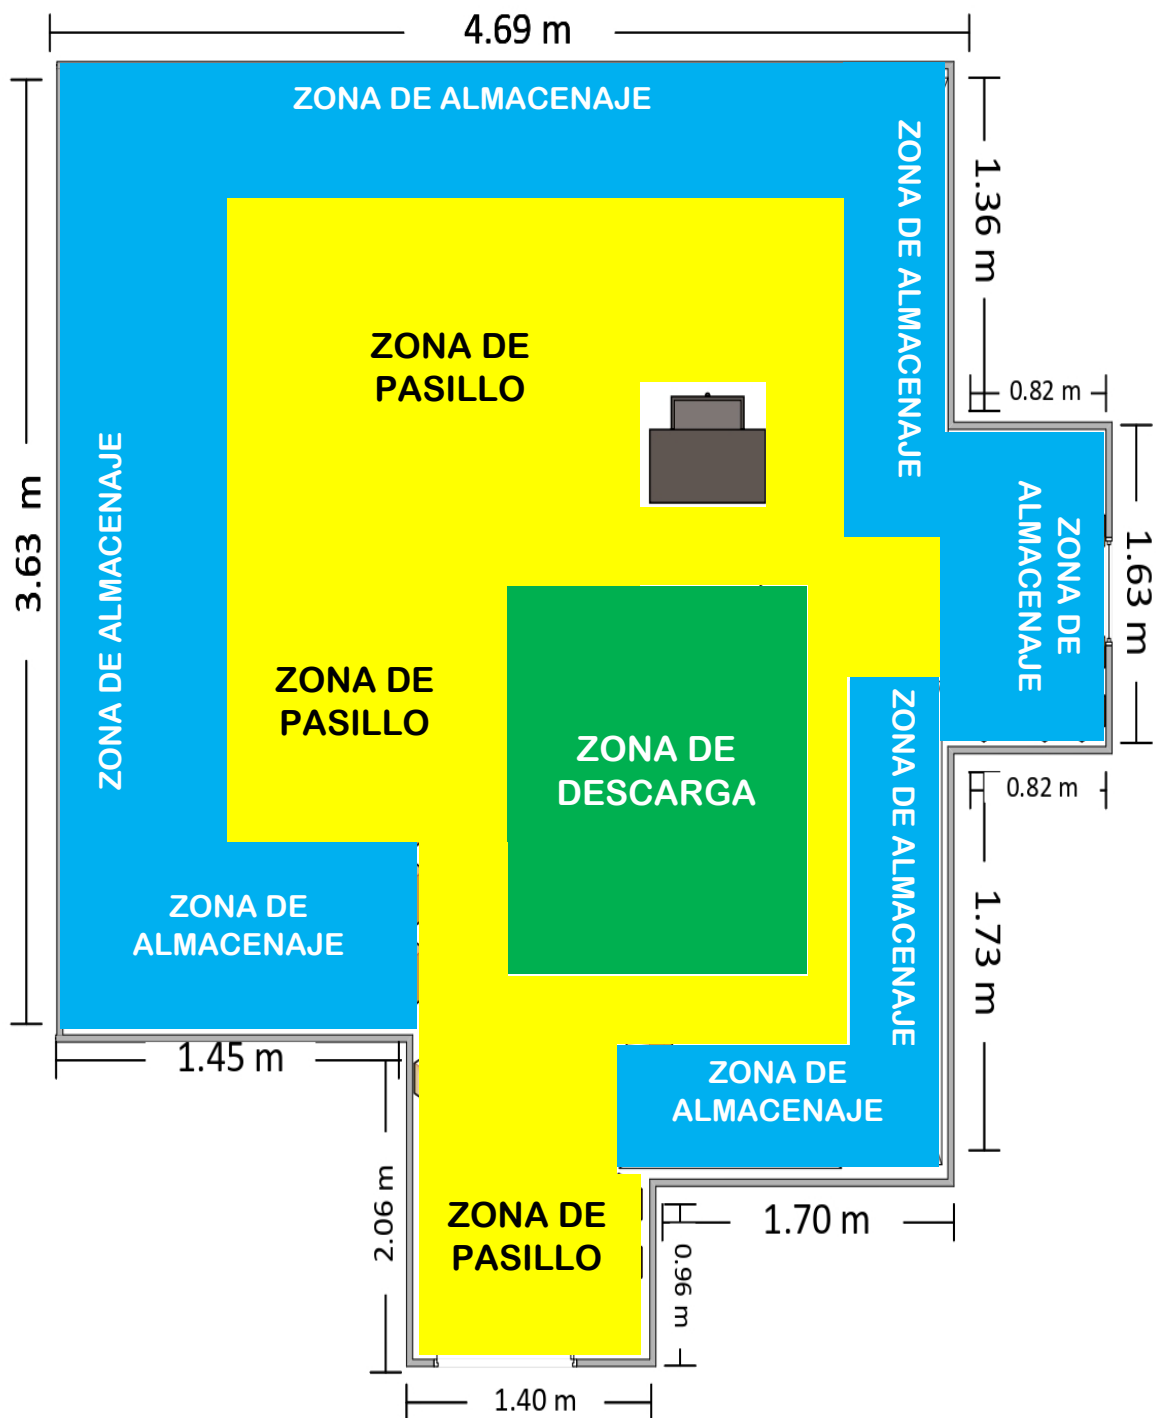 4.69 m
ZONA DE ALMACENAJE
ZONA DE ALMACENAJE
1.36 m
ZONA DE
PASILLO
0.82 m
ZONA DE ALMACENAJE
3.63 m
ZONA DE
ALMACENAJE
1.63 m
ZONA DE
PASILLO
ZONA DE
DESCARGA
ZONA DE ALMACENAJE
0.82 m
ZONA DE
ALMACENAJE
1.73 m
1.45 m
ZONA DE
ALMACENAJE
2.06 m
ZONA DE
PASILLO
1.70 m
0.96 m
1.40 m